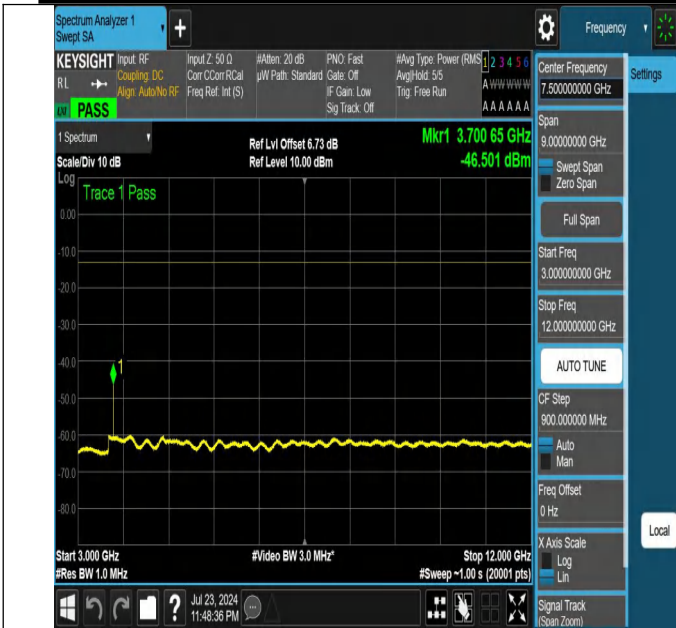 Spectrum Analyzer 1
Swept SA
+
Frequency
KEYSIGHT
RL
PASS
Input: RF
Coupling: DC
Align: Auto/No RF
Input Z: 50 Ω
Corr CCorr RCal
Freq Ref: Int (S)
#Atten: 20 dB
µW Path: Standard
PNO: Fast
Gate: Off
IF Gain: Low
Sig Track: Off
#Avg Type: Power (RMS
Avg|Hold: 5/5
Trig: Free Run
1 2 3 4 5 6
A W W W W W
A A A A A A
1 Spectrum
Scale/Div 10 dB
Log
Ref Lvl Offset 6.73 dB
Ref Level 10.00 dBm
Mkr1 3.700 65 GHz
-46.501 dBm
Trace 1 Pass
0.00
-10.0
-20.0
-30.0
-40.0
-50.0
-60.0
-70.0
-80.0
1
Start 3.000 GHz
#Res BW 1.0 MHz
#Video BW 3.0 MHz*
Stop 12.000 GHz
#Sweep ~1.00 s (20001 pts)
?
Jul 23, 2024
11:48:36 PM
Center Frequency
7.500000000 GHz
Span
9.00000000 GHz
Swept Span
Zero Span
Full Span
Start Freq
3.000000000 GHz
Stop Freq
12.000000000 GHz
AUTO TUNE
CF Step
900.000000 MHz
Auto
Man
Freq Offset
0 Hz
X Axis Scale
Log
Lin
Signal Track
(Span Zoom)
Settings
Local